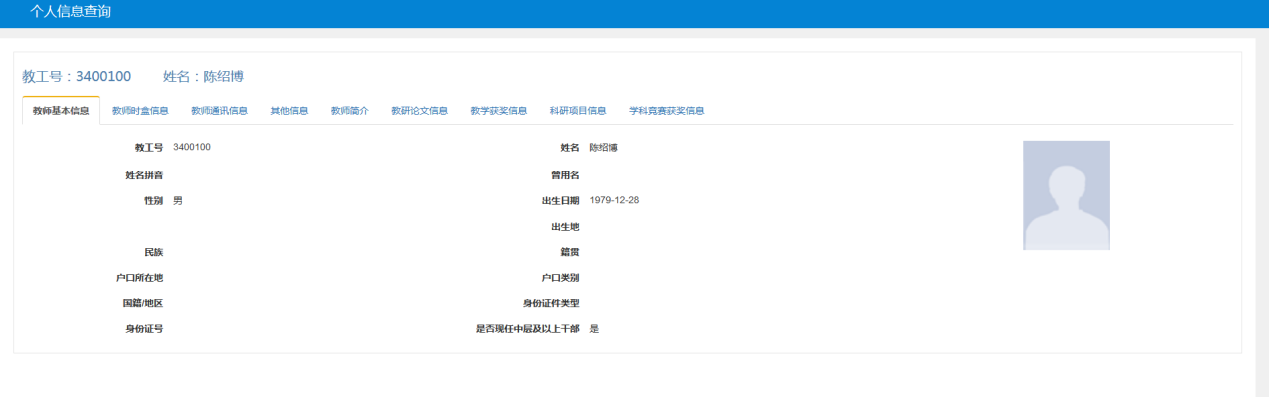 个人信息查询
教工号：3400100 姓名：陈绍博
教师基本信息 教师时盒信息 教师通讯信息 其他信息 教师简介 教研论文信息 教学获奖信息 科研项目信息 学科竞赛获奖信息
教工号 3400100 姓名 陈绍博
姓名拼音 曾用名
性别 男 出生日期 1979-12-28
出生地
民族 籍贯
户口所在地 户口类别
国籍/地区 身份证件类型
身份证号 是否现任中层及以上干部 是